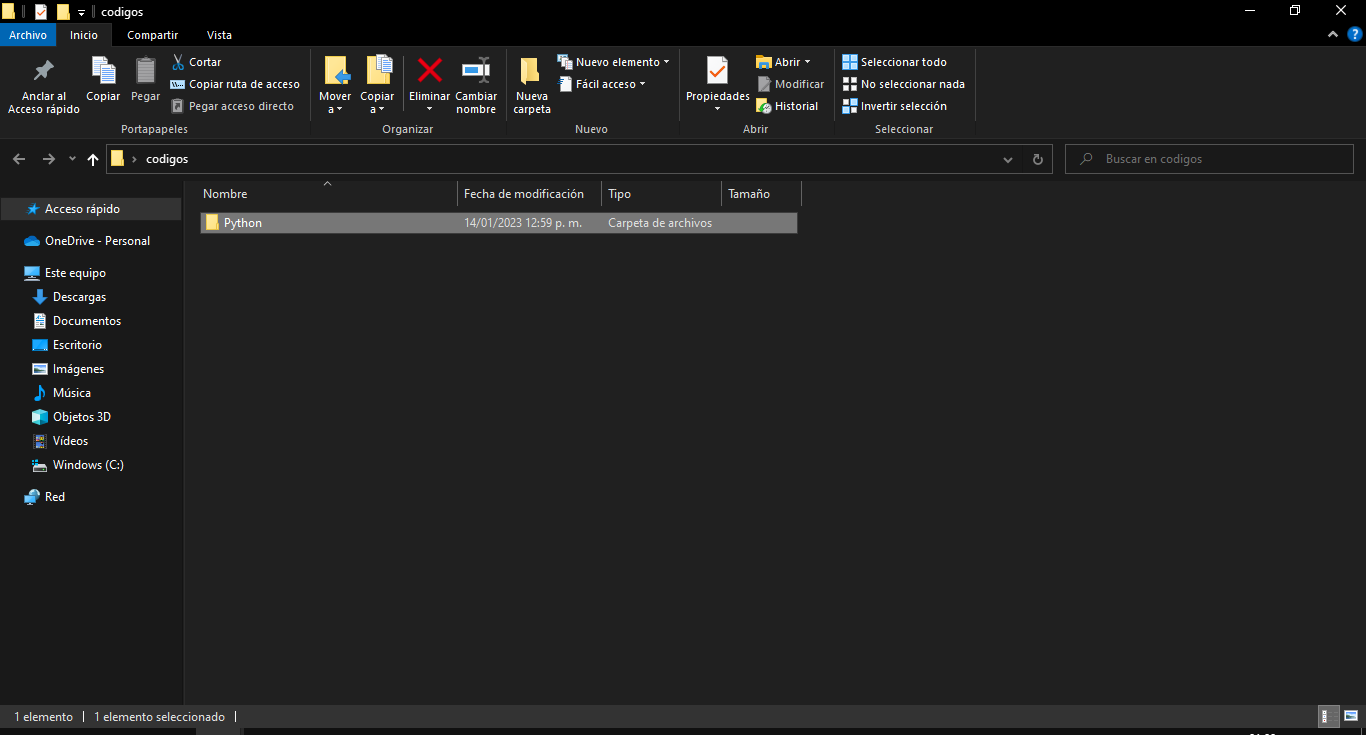 codigos
Archivo Inicio Compartir Vista
Anclar al Acceso rápido
Copiar
Pegar
Cortar
Copiar ruta de acceso
Pegar acceso directo
Portapapeles
Mover a
Copiar a
Eliminar
Cambiar nombre
Organizar
Nueva carpeta
Nuevo elemento
Fácil acceso
Nuevo
Propiedades
Abrir
Modificar
Historial
Abrir
Seleccionar todo
No seleccionar nada
Invertir selección
Seleccionar
codigos
Buscar en codigos
Nombre Fecha de modificación Tipo Tamaño
Python 14/01/2023 12:59 p. m. Carpeta de archivos
Acceso rápido
OneDrive - Personal
Este equipo
Descargas
Documentos
Escritorio
Imágenes
Música
Objetos 3D
Vídeos
Windows (C:)
Red
1 elemento 1 elemento seleccionado